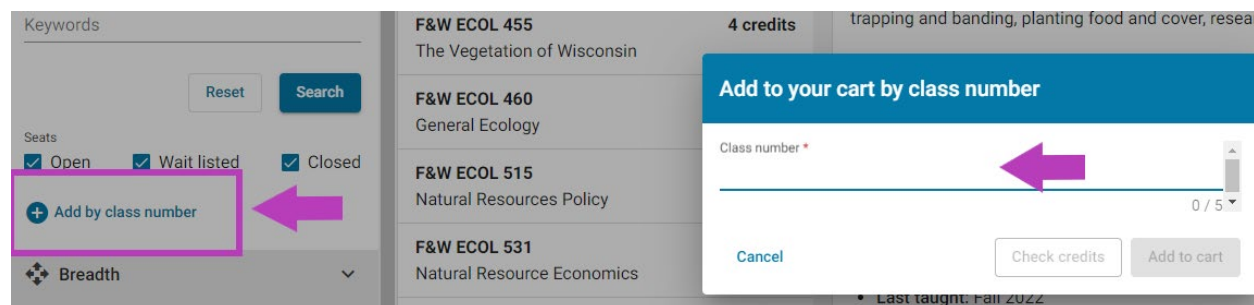 Keywords
Reset
Search
Seats
Open
Wait listed
Closed
Add by class number
Breadth
F&W ECOL 455
4 credits
The Vegetation of Wisconsin
F&W ECOL 460
General Ecology
F&W ECOL 515
Natural Resources Policy
F&W ECOL 531
Natural Resource Economics
trapping and banding, planting food and cover, resea
Add to your cart by class number
Class number *
0 / 5
Cancel
Check credits
Add to cart
• Last taught: Fall 2022